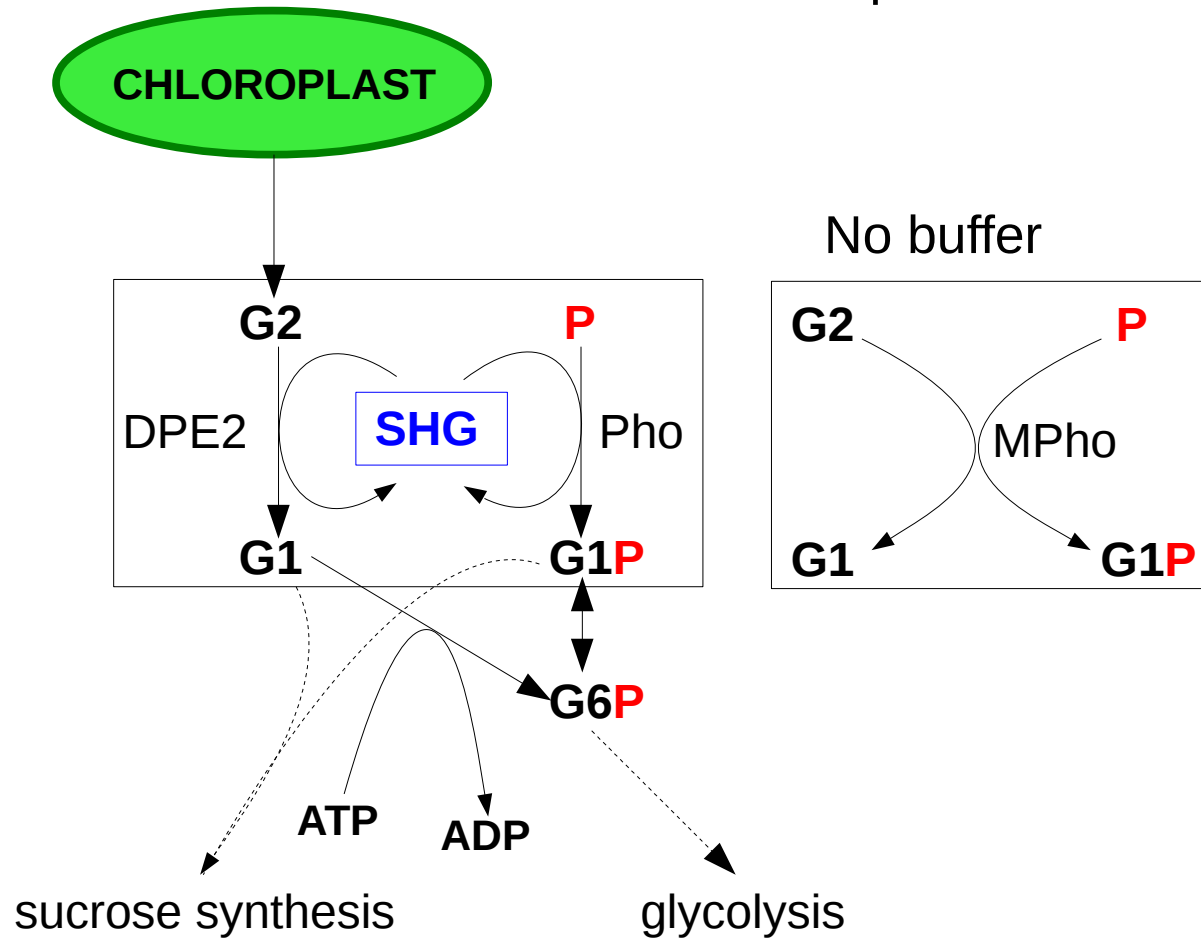 CHLOROPLAST
No buffer
G2
P
DPE2
SHG
Pho
G1
G1P
G2
P
MPho
G1
G1P
G6P
ATP
ADP
sucrose synthesis
glycolysis